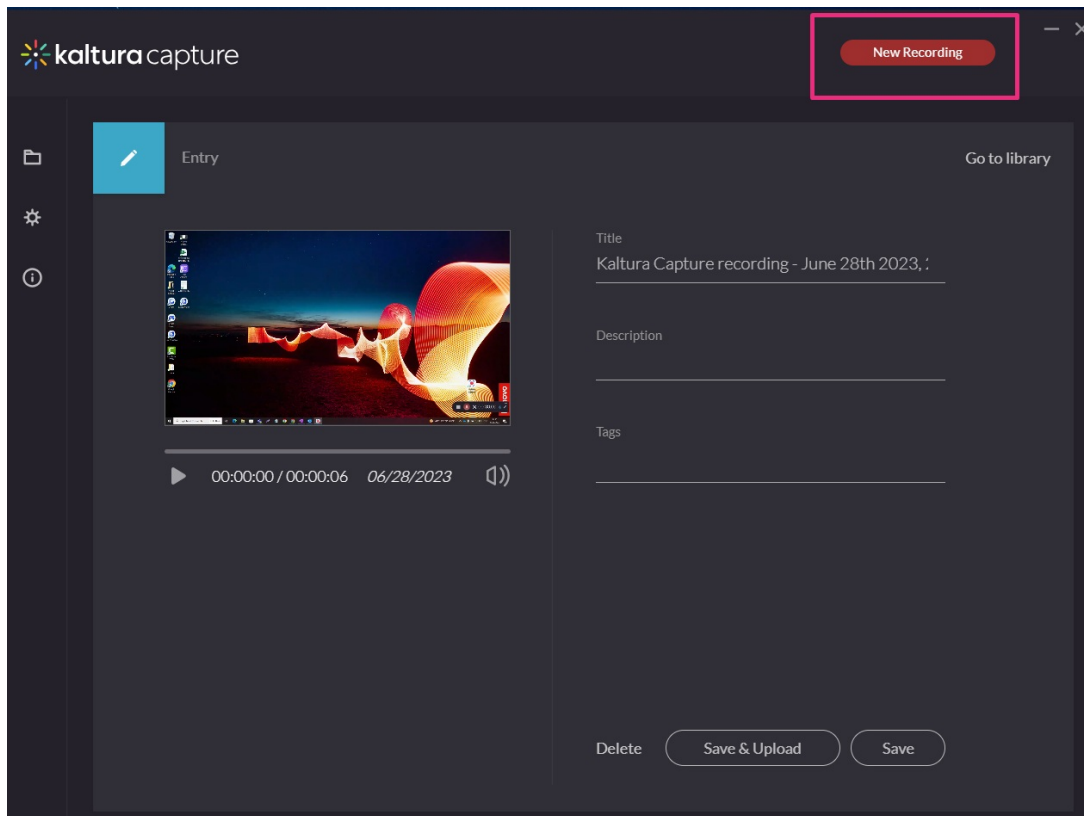 kaltura capture
New Recording
Entry
Go to library
Title
Kaltura Capture recording - June 28th 2023, 2
Description
Tags
00:00:00 / 00:00:06 06/28/2023
Delete
Save & Upload
Save